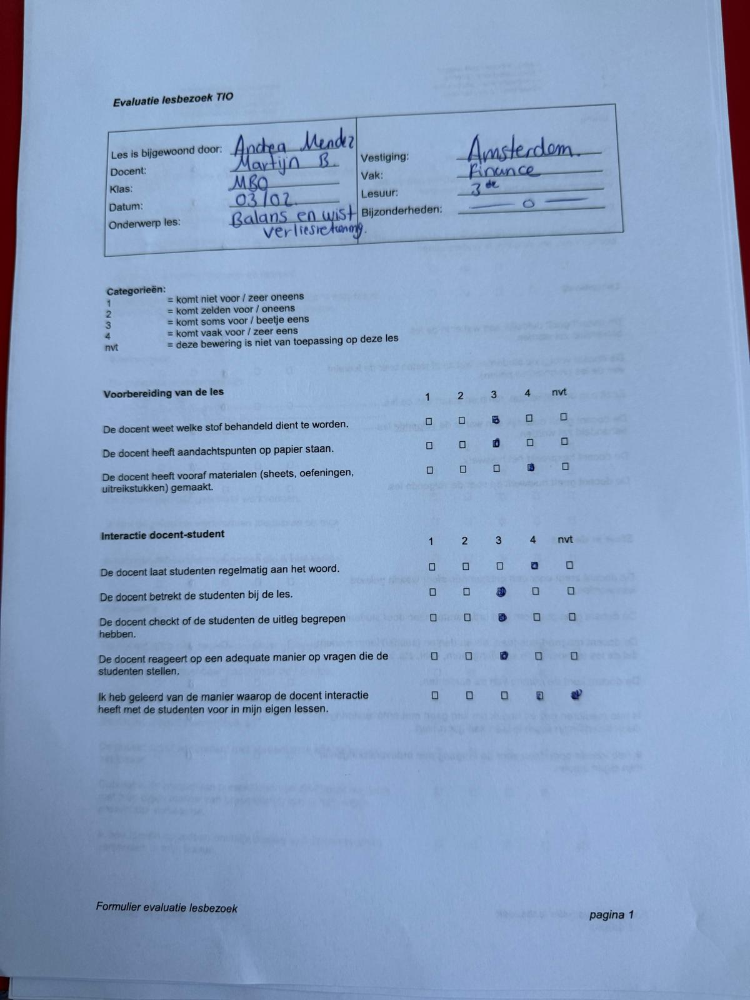 Evaluatie lesbezoek TIO
Les is bijgewoond door: Andrea Mendez
Docent: Martijn B.
Klas: MBO
Datum: 03/02
Onderwerp les: Balans en wist
verliesrekening.
Vestiging: Amsterdam.
Vak: Finance
Lesuur: 3de
Bijzonderheden: — o —
Categorieën:
1 = komt niet voor / zeer oneens
2 = komt zelden voor / oneens
3 = komt soms voor / beetje eens
4 = komt vaak voor / zeer eens
nvt = deze bewering is niet van toepassing op deze les
Voorbereiding van de les 1 2 3 4 nvt
De docent weet welke stof behandeld dient te worden.
De docent heeft aandachtspunten op papier staan.
De docent heeft vooraf materialen (sheets, oefeningen,
uitreikstukken) gemaakt.
Interactie docent-student 1 2 3 4 nvt
De docent laat studenten regelmatig aan het woord.
De docent betrekt de studenten bij de les.
De docent checkt of de studenten de uitleg begrepen
hebben.
De docent reageert op een adequate manier op vragen die de
studenten stellen.
Ik heb geleerd van de manier waarop de docent interactie
heeft met de studenten voor in mijn eigen lessen.
Formulier evaluatie lesbezoek
pagina 1